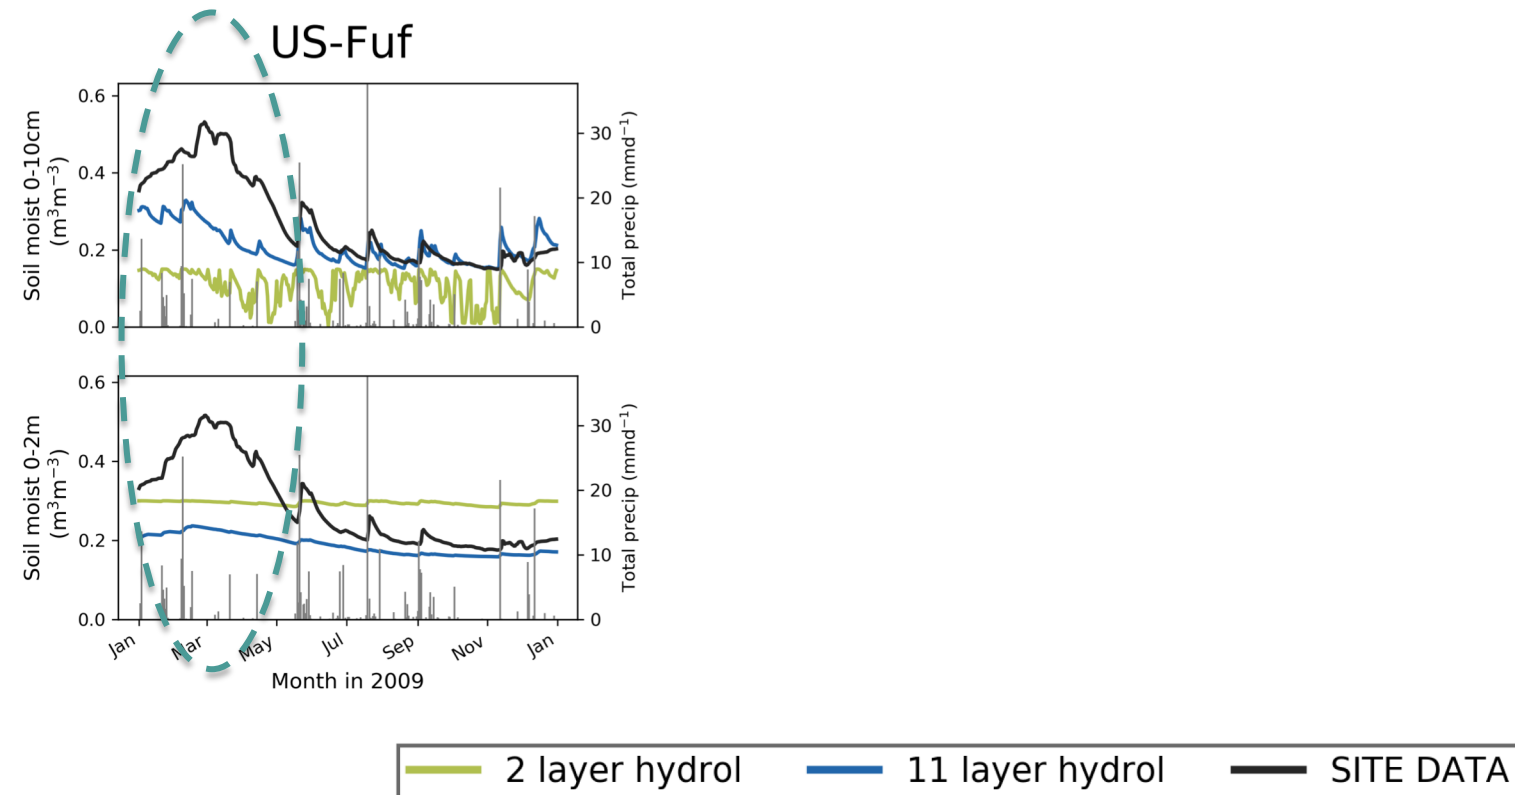 US-Fuf
Soil moist 0-10cm
(m³m⁻³)
0.6
0.4
0.2
0.0
30
20
10
0
Total precip (mmd⁻¹)
Soil moist 0-2m
(m³m⁻³)
0.6
0.4
0.2
0.0
30
20
10
0
Total precip (mmd⁻¹)
Jan Mar May Jul Sep Nov Jan
Month in 2009
2 layer hydrol 11 layer hydrol SITE DATA